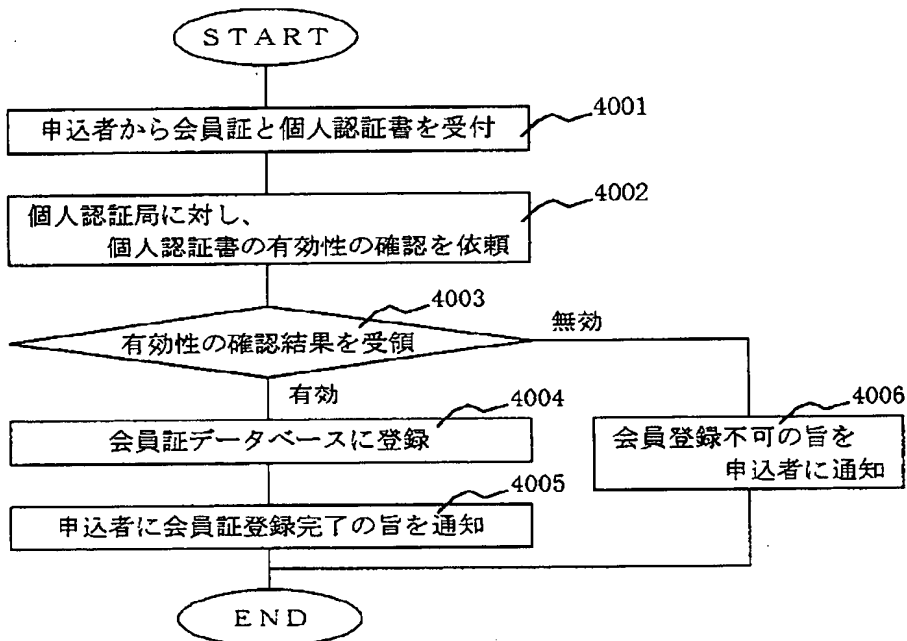 START
4001
申込者から会員証と個人認証書を受付
4002
個人認証局に対し、
個人認証書の有効性の確認を依頼
4003
有効性の確認結果を受領
無効
有効
4004
会員証データベースに登録
4006
会員登録不可の旨を
申込者に通知
4005
申込者に会員証登録完了の旨を通知
END